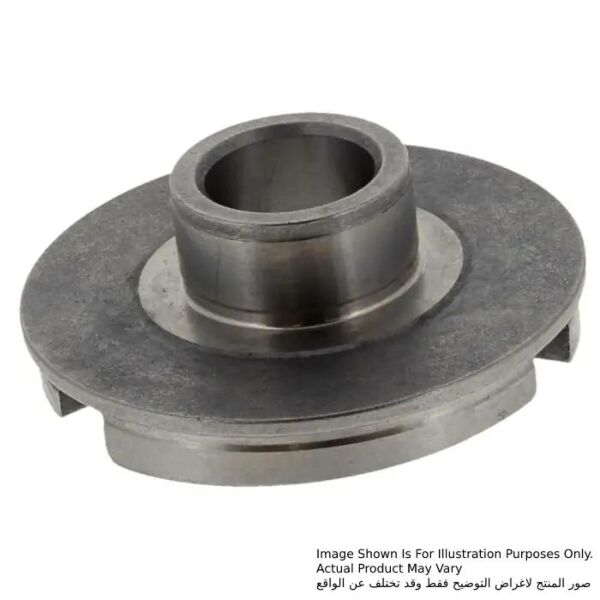 Image Shown Is For Illustration Purposes Only.
Actual Product May Vary
صور المنتج لاغراض التوضيح فقط وقد تختلف عن الواقع